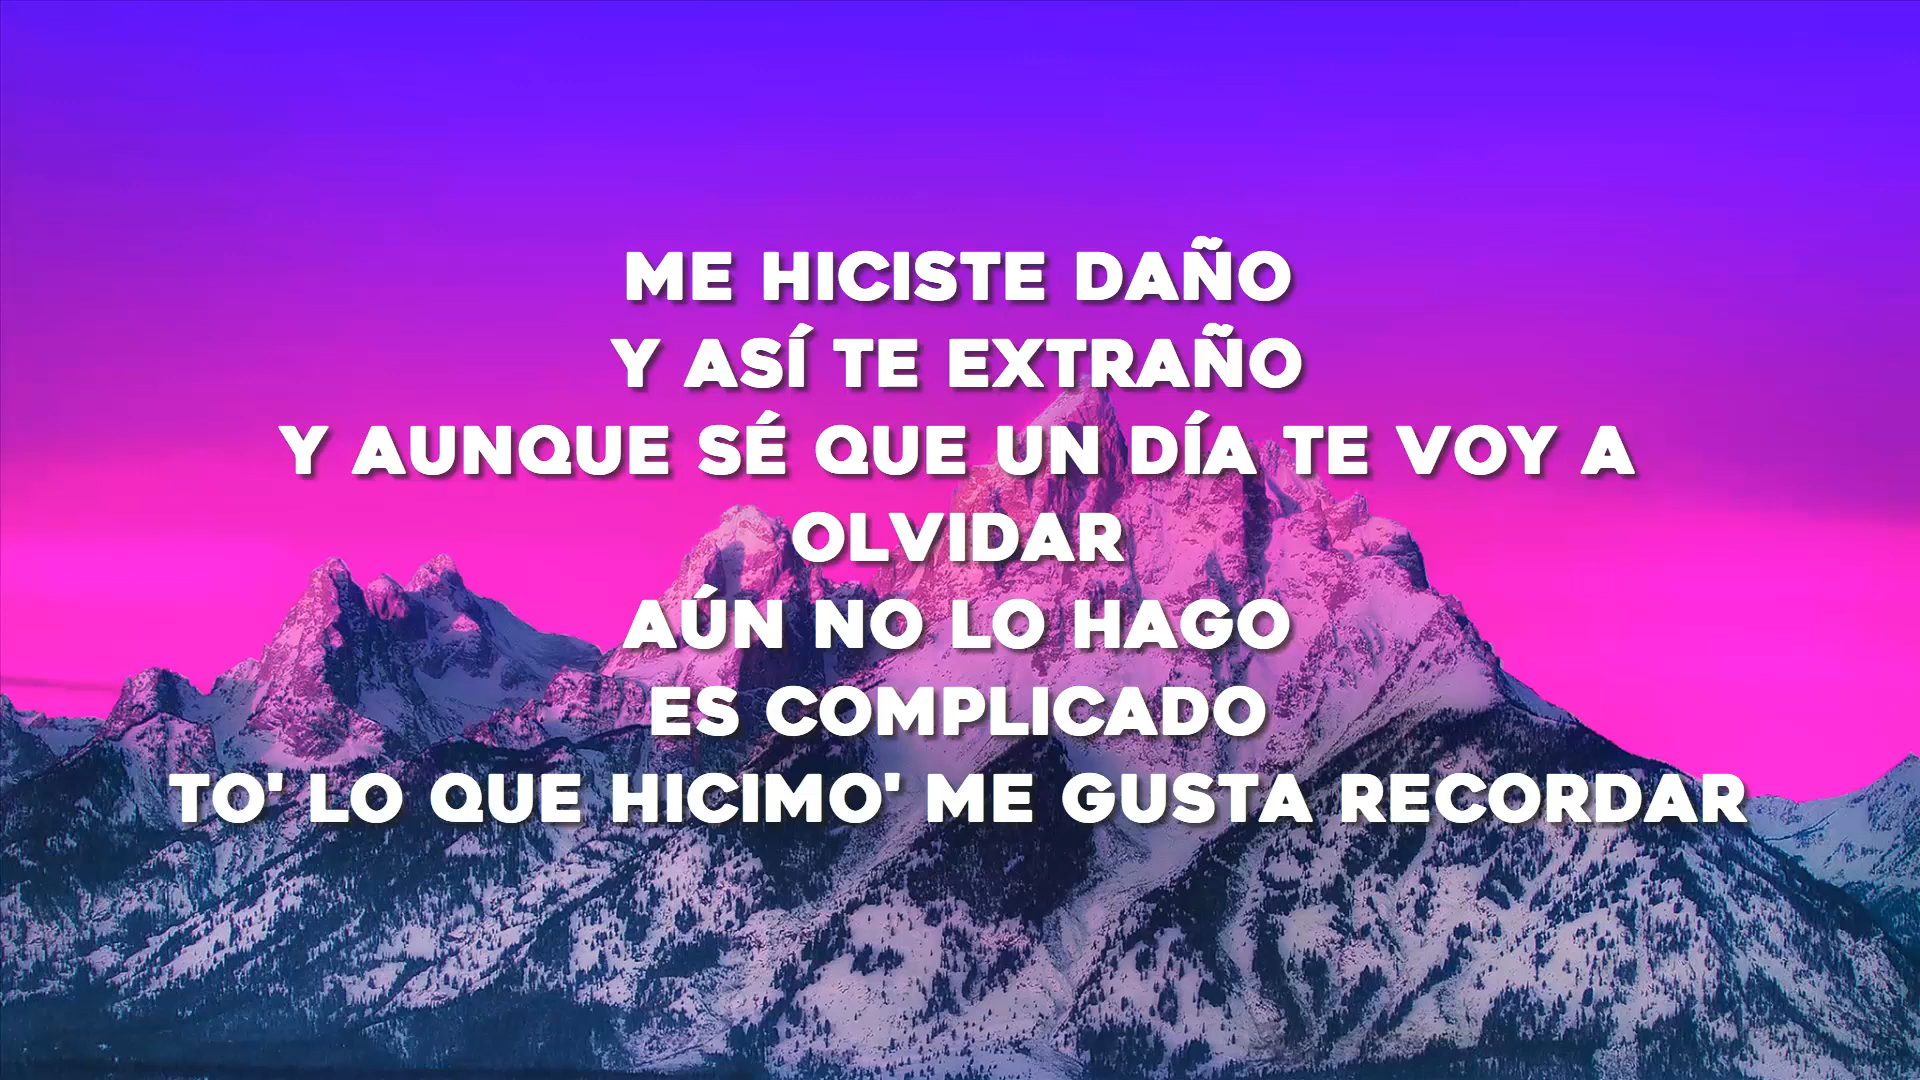 ME HICISTE DAÑO
Y ASÍ TE EXTRAÑO
Y AUNQUE SÉ QUE UN DÍA TE VOY A
OLVIDAR
AÚN NO LO HAGO
ES COMPLICADO
TO' LO QUE HICIMO' ME GUSTA RECORDAR